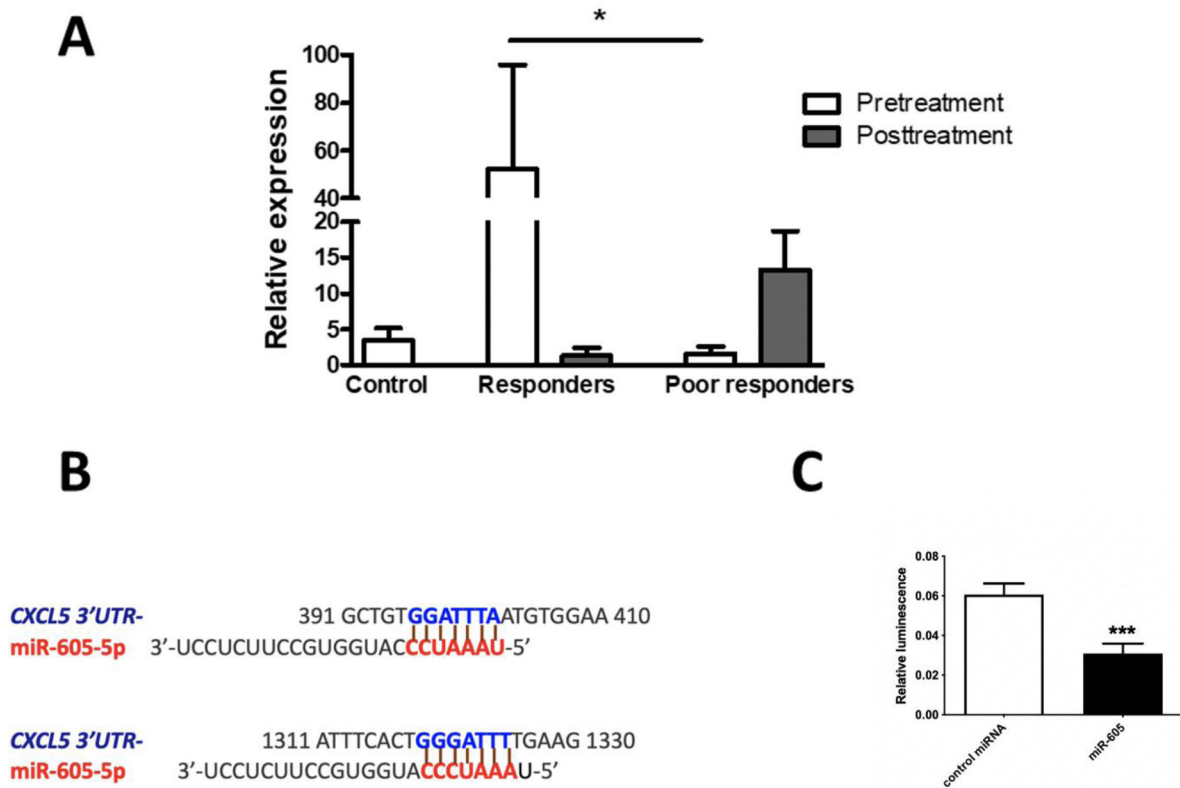 A
*
Relative expression
100
80
60
40
20
15
10
5
0
Control
Responders
Poor responders
Pretreatment
Posttreatment
B
CXCL5 3’UTR- 391 GCTGTGGATTTAATGTGGAA 410
miR-605-5p 3’-UCCUCUUCCGUGGUACCCUAAAU-5’
CXCL5 3’UTR- 1311 ATTTCACTGGGATTTTGAAG 1330
miR-605-5p 3’-UCCUCUUCCGUGGUACCCUAAAU-5’
C
Relative luminescence
0.08
0.06
0.04
0.02
0.00
***
control miRNA
miR-605